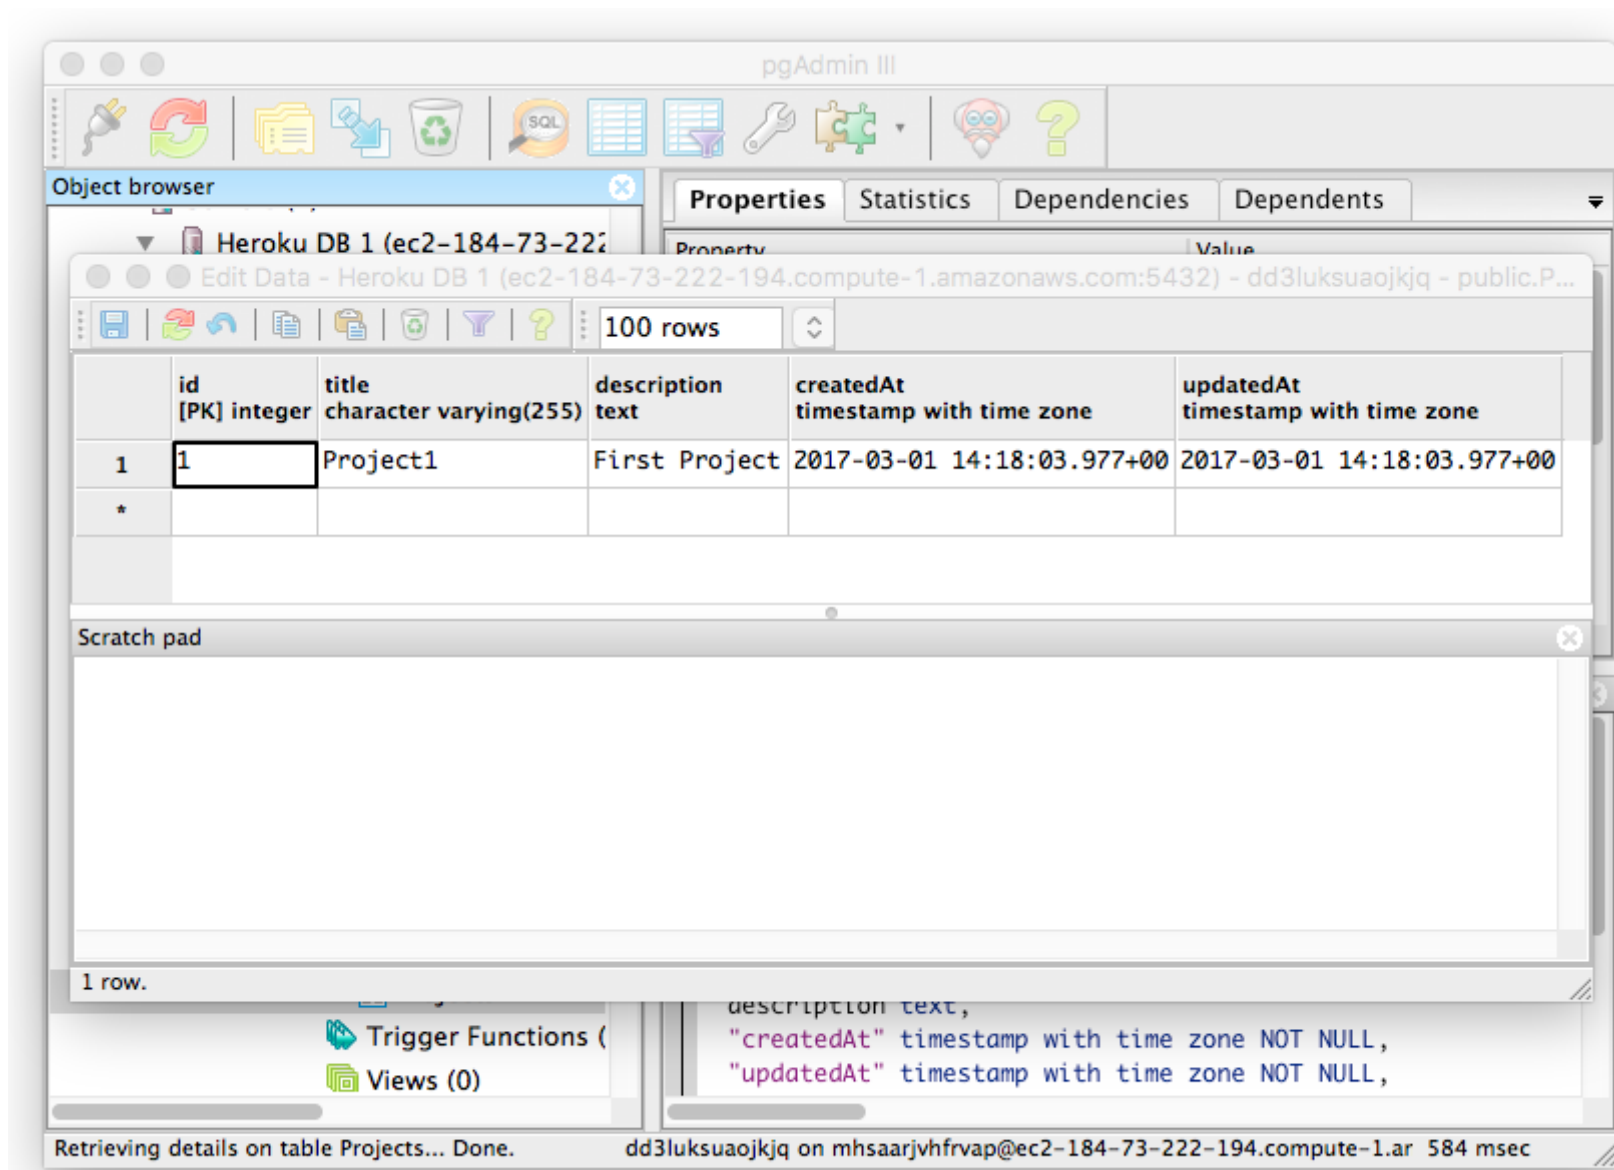 pgAdmin III
SQL
Object browser
Properties Statistics Dependencies Dependents
Heroku DB 1 (ec2-184-73-222
Property Value
Edit Data - Heroku DB 1 (ec2-184-73-222-194.compute-1.amazonaws.com:5432) - dd3luksuaojkjq - public.P...
100 rows
id title description createdAt updatedAt
[PK] integer character varying(255) text timestamp with time zone timestamp with time zone
1 1 Project1 First Project 2017-03-01 14:18:03.977+00 2017-03-01 14:18:03.977+00
*
Scratch pad
1 row.
description text,
Trigger Functions (
"createdAt" timestamp with time zone NOT NULL,
Views (0)
"updatedAt" timestamp with time zone NOT NULL,
Retrieving details on table Projects... Done.
dd3luksuaojkjq on mhsaarjvhfrvap@ec2-184-73-222-194.compute-1.ar 584 msec